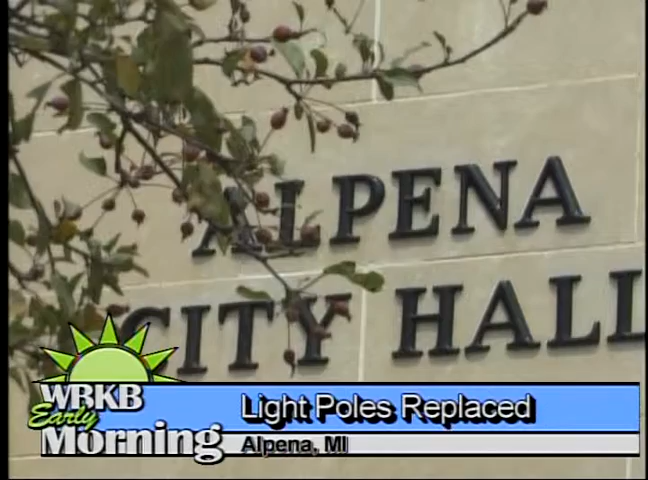 ALPENA
CITY HALL
WBKB
Early
Morning
Light Poles Replaced
Alpena, MI